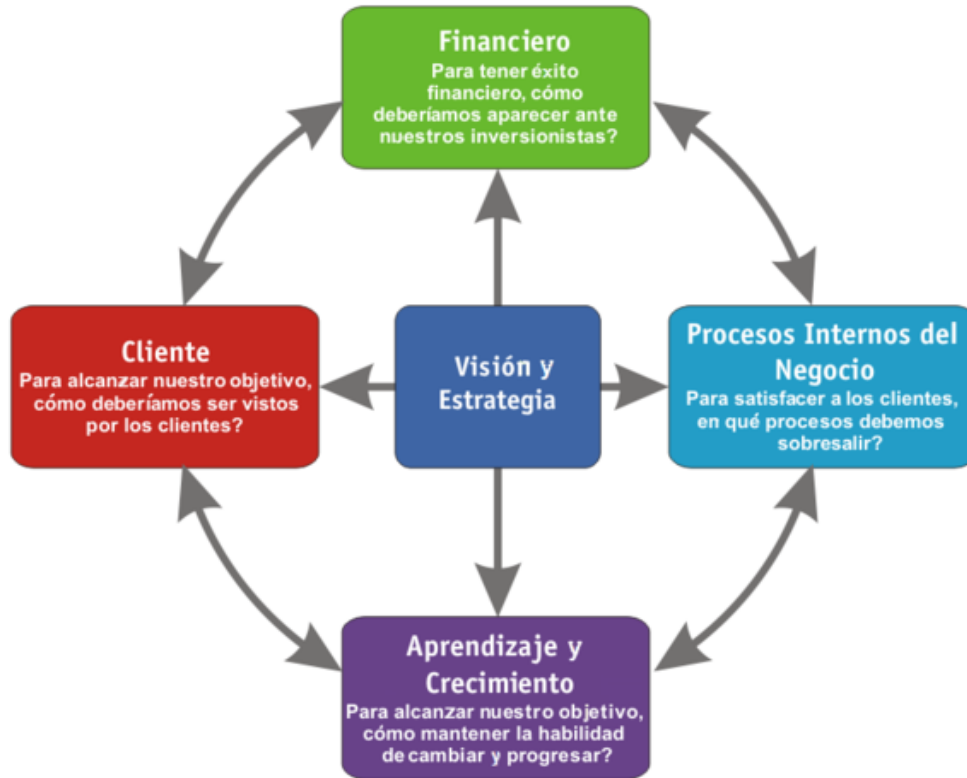 Financiero
Para tener éxito
financiero, cómo
deberíamos aparecer ante
nuestros inversionistas?
Cliente
Para alcanzar nuestro objetivo,
cómo deberíamos ser vistos
por los clientes?
Visión y
Estrategia
Procesos Internos del
Negocio
Para satisfacer a los clientes,
en qué procesos debemos
sobresalir?
Aprendizaje y
Crecimiento
Para alcanzar nuestro objetivo,
cómo mantener la habilidad
de cambiar y progresar?